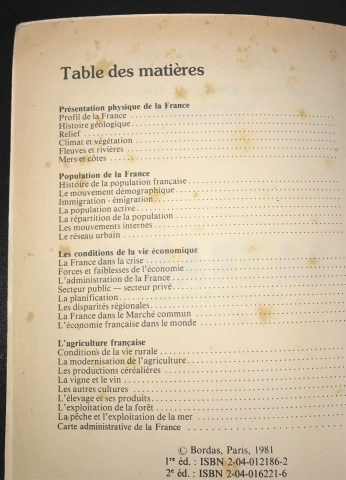 Table des matières
Présentation physique de la France
Profil de la France
Histoire géologique
Relief
Climat et végétation
Fleuves et rivières
Mers et côtes
Population de la France
Histoire de la population française
Le mouvement démographique
Immigration - émigration
La population active
La répartition de la population
Les mouvements internes
Le réseau urbain
Les conditions de la vie économique
La France dans la crise
Forces et faiblesses de l'économie
L'administration de la France
Secteur public — secteur privé
La planification
Les disparités régionales
La France dans le Marché commun
L'économie française dans le monde
L'agriculture française
Conditions de la vie rurale
La modernisation de l'agriculture
Les productions céréalières
La vigne et le vin
Les autres cultures
L'élevage et ses produits
L'exploitation de la forêt
La pêche et l'exploitation de la mer
Carte administrative de la France
© Bordas, Paris, 1981
1re éd. : ISBN 2-04-012186-2
2e éd. : ISBN 2-04-016221-6